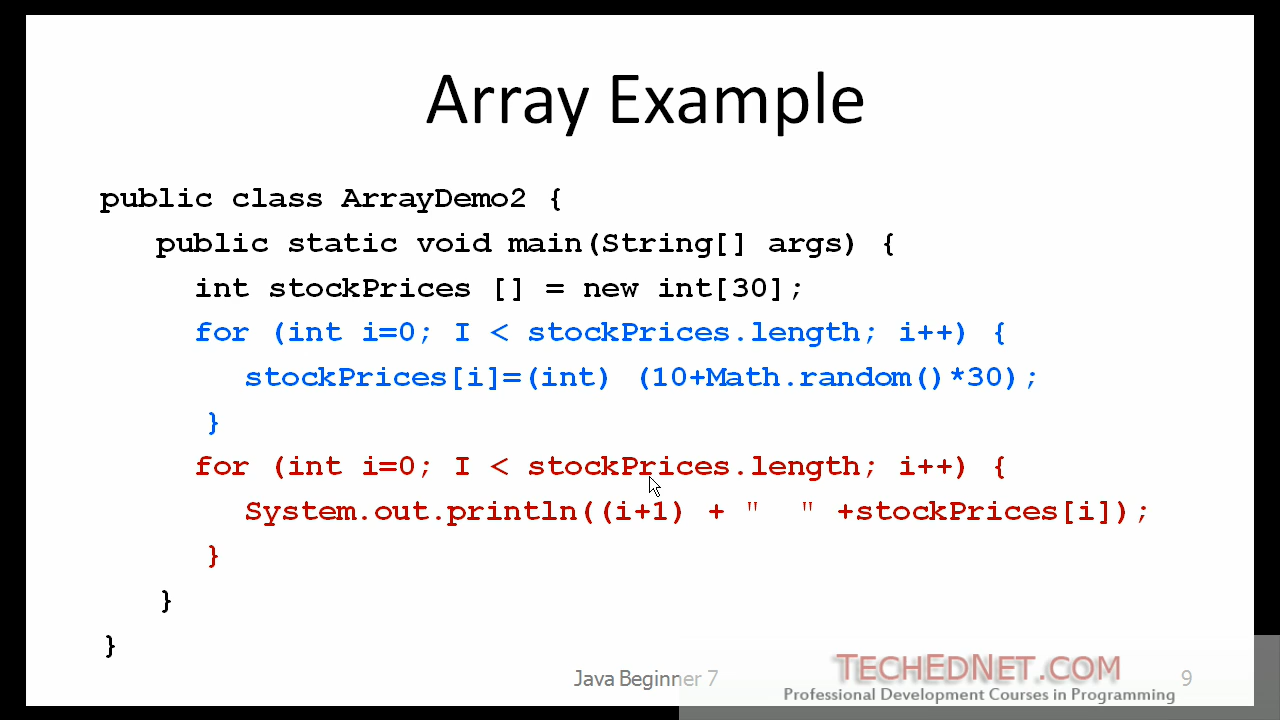 Array Example
public class ArrayDemo2 {
public static void main(String[] args) {
int stockPrices [] = new int[30];
for (int i=0; I < stockPrices.length; i++) {
stockPrices[i]=(int) (10+Math.random()*30);
}
for (int i=0; I < stockPrices.length; i++) {
System.out.println((i+1) + "  " +stockPrices[i]);
}
}
}
Java Beginner 7
TECHEDNET.COM
Professional Development Courses in Programming
9